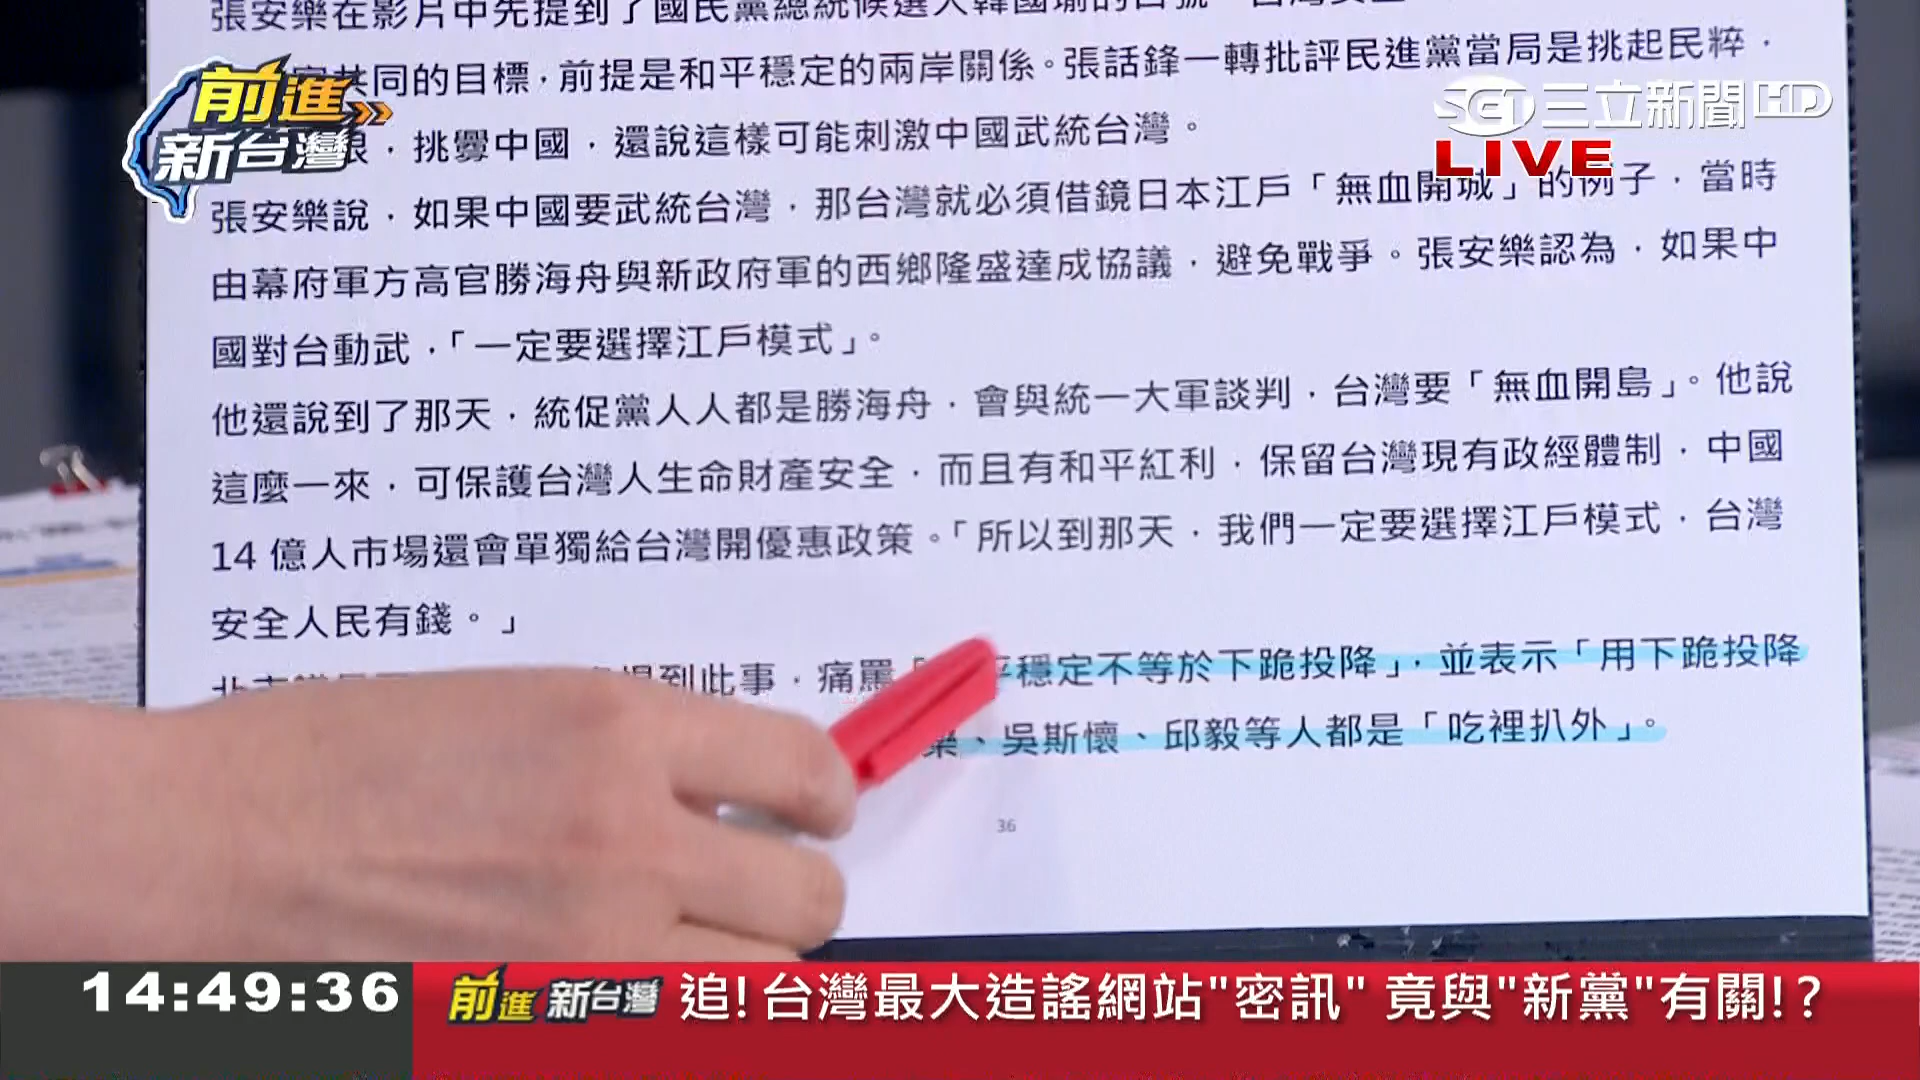 張安樂在影片中先提到了國民黨總統候選人韓國瑜的口號
共同的目標，前提是和平穩定的兩岸關係。張話鋒一轉批評民進黨當局是挑起民粹，
前進
新台灣
SET三立新聞HD
LIVE
，挑釁中國，還說這樣可能刺激中國武統台灣。
張安樂說，如果中國要武統台灣，那台灣就必須借鏡日本江戶「無血開城」的例子，當時
由幕府軍方高官勝海舟與新政府軍的西鄉隆盛達成協議，避免戰爭。張安樂認為，如果中
國對台動武，「一定要選擇江戶模式」。
他還說到了那天，統促黨人人都是勝海舟，會與統一大軍談判，台灣要「無血開島」。他說
這麼一來，可保護台灣人生命財產安全，而且有和平紅利，保留台灣現有政經體制，中國
14 億人市場還會單獨給台灣開優惠政策。「所以到那天，我們一定要選擇江戶模式，台灣
安全人民有錢。」
到此事，痛罵「 穩定不等於下跪投降」，並表示「用下跪投降
樂、吳斯懷、邱毅等人都是「吃裡扒外」。
36
14:49:36
前進新台灣
追!台灣最大造謠網站"密訊" 竟與"新黨"有關!?